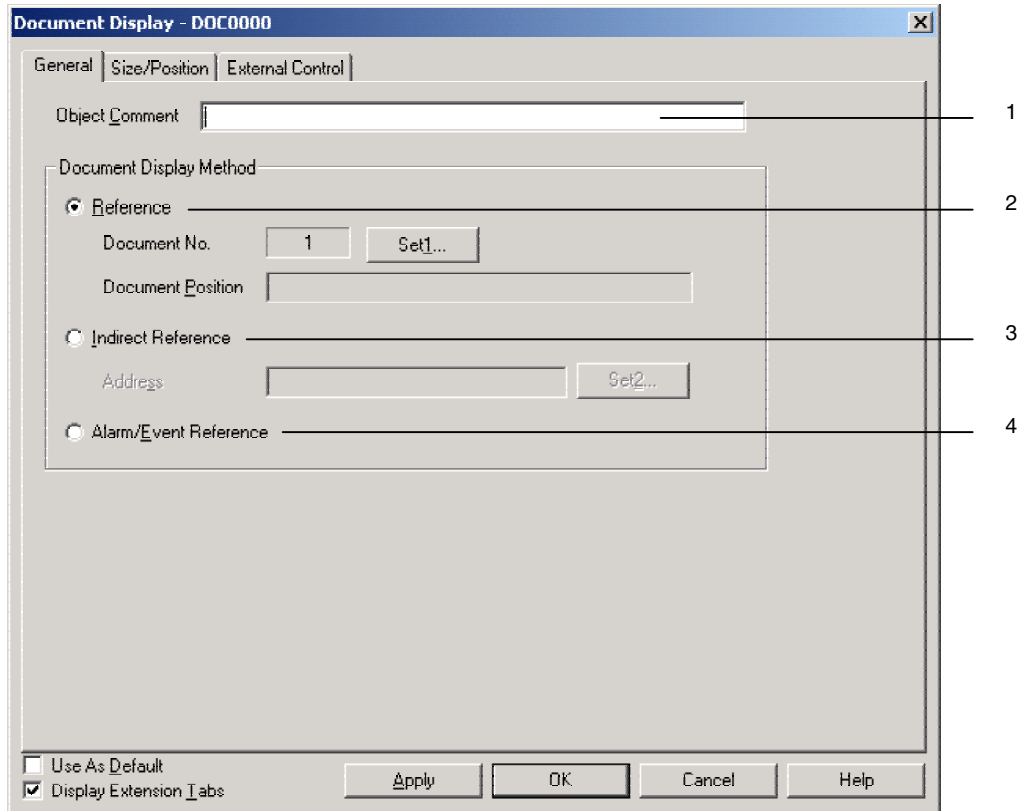 Document Display - DOC0000
General Size/Position External Control
Object Comment 1
Document Display Method
Reference 2
Document No. 1 Set1...
Document Position
Indirect Reference 3
Address Set2...
Alarm/Event Reference 4
Use As Default
Display Extension Tabs
Apply OK Cancel Help